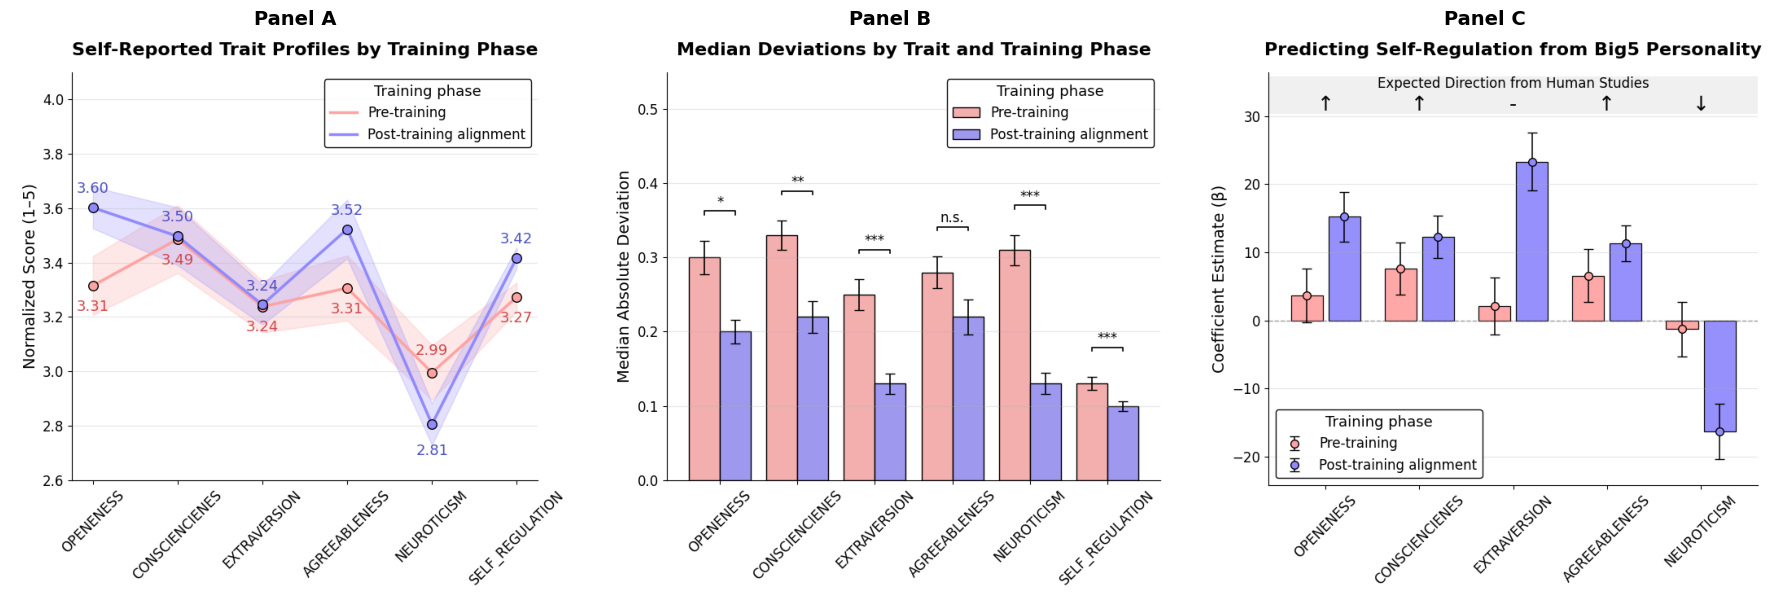 Panel A
Self-Reported Trait Profiles by Training Phase
Normalized Score (1–5)
4.0
3.8
3.6
3.4
3.2
3.0
2.8
2.6
Training phase
Pre-training
Post-training alignment
3.60
3.50
3.24
3.52
2.81
3.42
3.31
3.49
3.24
3.31
2.99
3.27
OPENENESS
CONSCIENCIENES
EXTRAVERSION
AGREEABLENESS
NEUROTICISM
SELF_REGULATION
Panel B
Median Deviations by Trait and Training Phase
Median Absolute Deviation
0.5
0.4
0.3
0.2
0.1
0.0
Training phase
Pre-training
Post-training alignment
*
**
***
n.s.
***
***
OPENENESS
CONSCIENCIENES
EXTRAVERSION
AGREEABLENESS
NEUROTICISM
SELF_REGULATION
Panel C
Predicting Self-Regulation from Big5 Personality
Expected Direction from Human Studies
↑ ↑ - ↑ ↓
Coefficient Estimate (β)
30
20
10
0
−10
−20
Training phase
Pre-training
Post-training alignment
OPENENESS
CONSCIENCIENES
EXTRAVERSION
AGREEABLENESS
NEUROTICISM